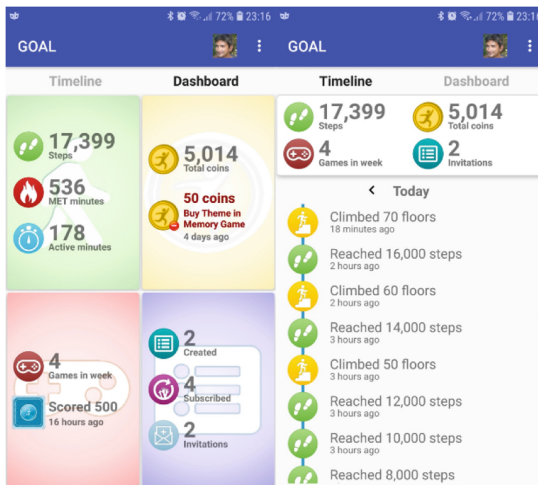 72% 23:16
GOAL
Timeline Dashboard
17,399
Steps
536
MET minutes
178
Active minutes
5,014
Total coins
50 coins
Buy Theme in
Memory Game
4 days ago
4
Games in week
Scored 500
16 hours ago
2
Created
4
Subscribed
2
Invitations
72% 23:16
GOAL
Timeline Dashboard
17,399
Steps
5,014
Total coins
4
Games in week
2
Invitations
< Today
Climbed 70 floors
18 minutes ago
Reached 16,000 steps
2 hours ago
Climbed 60 floors
2 hours ago
Reached 14,000 steps
3 hours ago
Climbed 50 floors
3 hours ago
Reached 12,000 steps
3 hours ago
Reached 10,000 steps
3 hours ago
Reached 8,000 steps